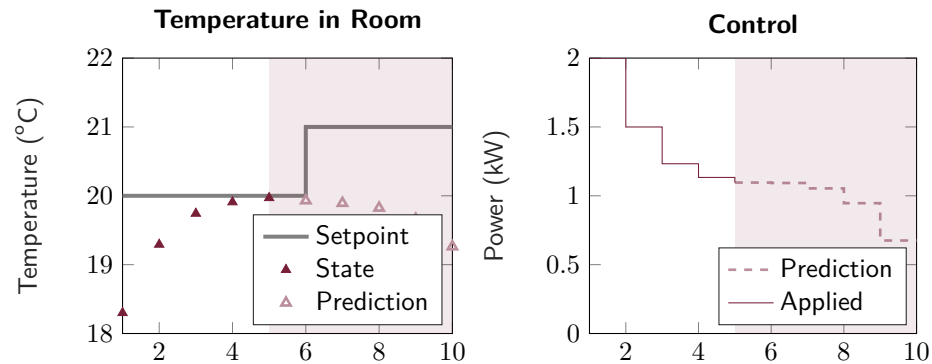 Temperature in Room
Temperature (°C)
22
21
20
19
18
2 4 6 8 10
Setpoint
State
Prediction
Control
Power (kW)
2
1.5
1
0.5
0
2 4 6 8 10
Prediction
Applied